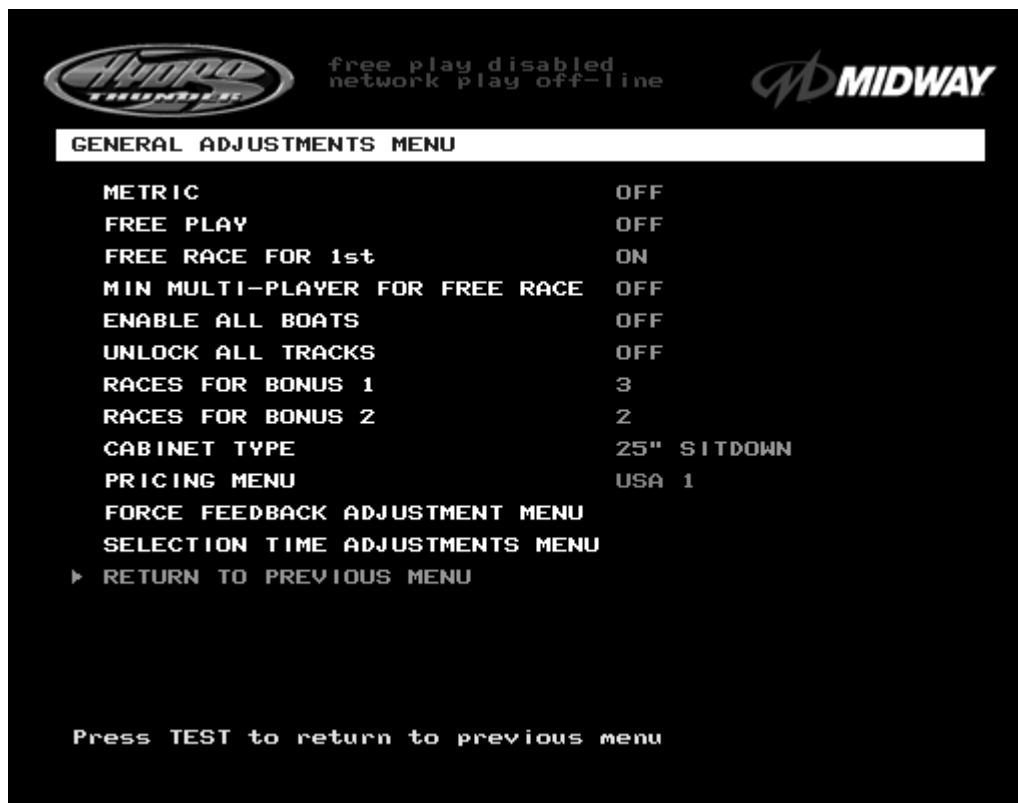 HYDRO
THUNDER
free play disabled
network play off-line
MIDWAY
GENERAL ADJUSTMENTS MENU
METRIC OFF
FREE PLAY OFF
FREE RACE FOR 1st ON
MIN MULTI-PLAYER FOR FREE RACE OFF
ENABLE ALL BOATS OFF
UNLOCK ALL TRACKS OFF
RACES FOR BONUS 1 3
RACES FOR BONUS 2 2
CABINET TYPE 25" SITDOWN
PRICING MENU USA 1
FORCE FEEDBACK ADJUSTMENT MENU
SELECTION TIME ADJUSTMENTS MENU
RETURN TO PREVIOUS MENU
Press TEST to return to previous menu